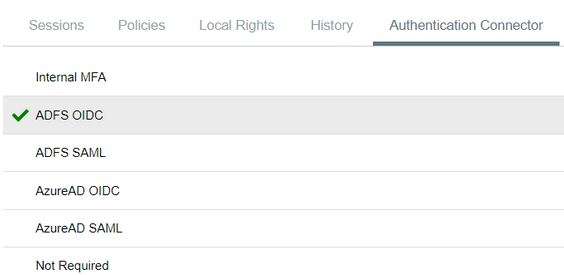 Sessions Policies Local Rights History Authentication Connector
Internal MFA
ADFS OIDC
ADFS SAML
AzureAD OIDC
AzureAD SAML
Not Required